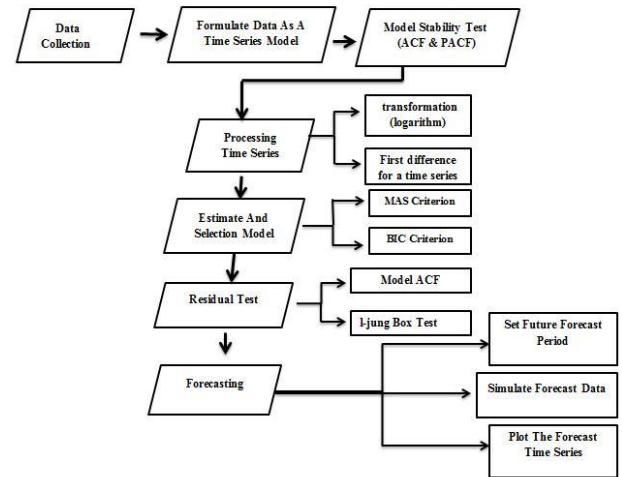 Data
Collection
Formulate Data As A
Time Series Model
Model Stability Test
(ACF & PACF)
Processing
Time Series
transformation
(logarithm)
First difference
for a time series
Estimate And
Selection Model
MAS Criterion
BIC Criterion
Residual Test
Model ACF
l-jung Box Test
Forecasting
Set Future Forecast
Period
Simulate Forecast Data
Plot The Forecast
Time Series